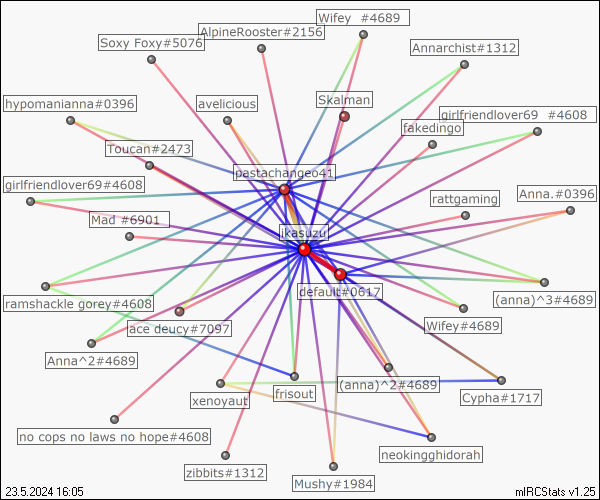 Wifey #4689
AlpineRooster#2156
Soxy Foxy#5076
Annarchist#1312
hypomanianna#0396
avelicious
Skalman
girlfriendlover69 #4608
fakedingo
Toucan#2473
pastachangeo41
girlfriendlover69#4608
Anna.#0396
rattgaming
Mad #6901
ikasuzu
default#0617
ramshackle gorey#4608
(anna)^3#4689
ace deucy#7097
Wifey#4689
Anna^2#4689
(anna)^2#4689
frisout
Cypha#1717
xenoyaut
no cops no laws no hope#4608
neokingghidorah
zibbits#1312
Mushy#1984
23.5.2024 16:05
mIRCStats v1.25